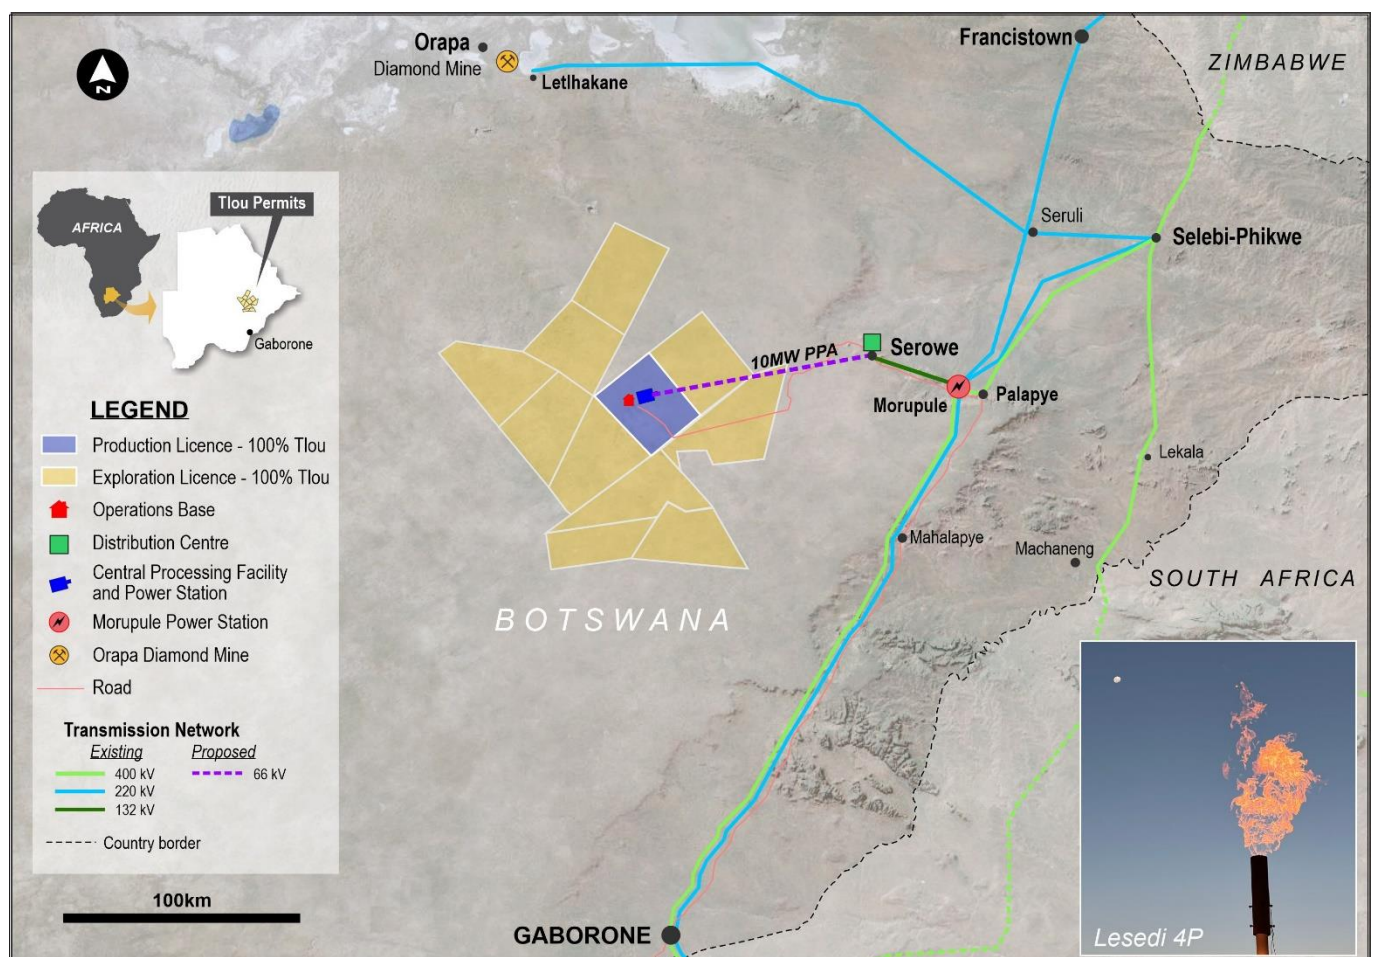 Orapa
Diamond Mine
Letlhakane
Francistown
ZIMBABWE
N
Tlou Permits
AFRICA
Gaborone
Seruli
Selebi-Phikwe
10MW PPA
Serowe
Morupule
Palapye
Lekala
Mahalapye
Machaneng
SOUTH AFRICA
BOTSWANA
GABORONE
LEGEND
Production Licence - 100% Tlou
Exploration Licence - 100% Tlou
Operations Base
Distribution Centre
Central Processing Facility
and Power Station
Morupule Power Station
Orapa Diamond Mine
Road
Transmission Network
Existing
Proposed
400 kV
66 kV
220 kV
132 kV
Country border
100km
Lesedi 4P